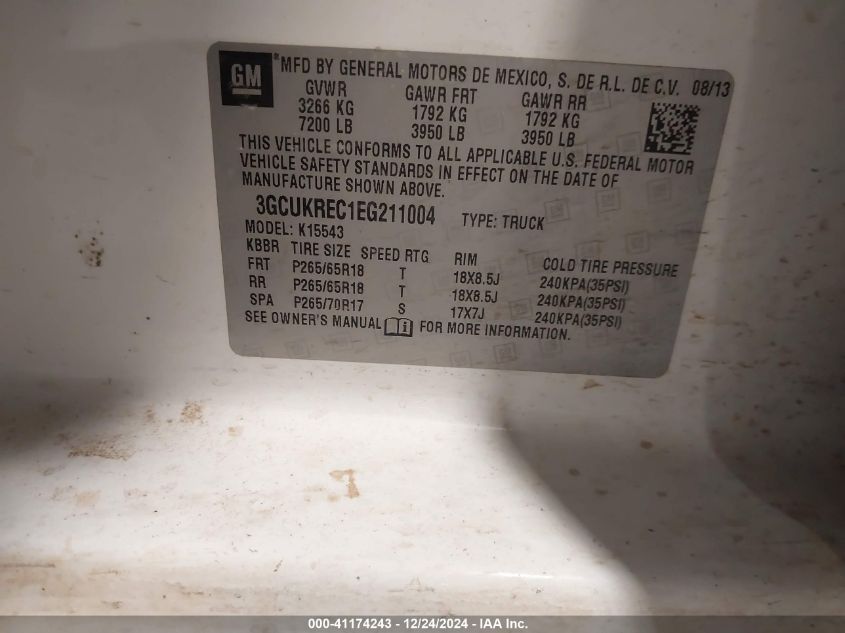 GM
*MFD BY GENERAL MOTORS DE MEXICO, S. DE R.L. DE C.V. 08/13
GVWR GAWR FRT GAWR RR
3266 KG 1792 KG 1792 KG
7200 LB 3950 LB 3950 LB
THIS VEHICLE CONFORMS TO ALL APPLICABLE U.S. FEDERAL MOTOR
VEHICLE SAFETY STANDARDS IN EFFECT ON THE DATE OF
MANUFACTURE SHOWN ABOVE.
3GCUKREC1EG211004 TYPE: TRUCK
MODEL: K15543
KBBR TIRE SIZE SPEED RTG RIM COLD TIRE PRESSURE
FRT P265/65R18 T 18X8.5J 240KPA(35PSI)
RR P265/65R18 T 18X8.5J 240KPA(35PSI)
SPA P265/70R17 S 17X7J 240KPA(35PSI)
SEE OWNER'S MANUAL FOR MORE INFORMATION.
000-41174243 - 12/24/2024 - IAA Inc.